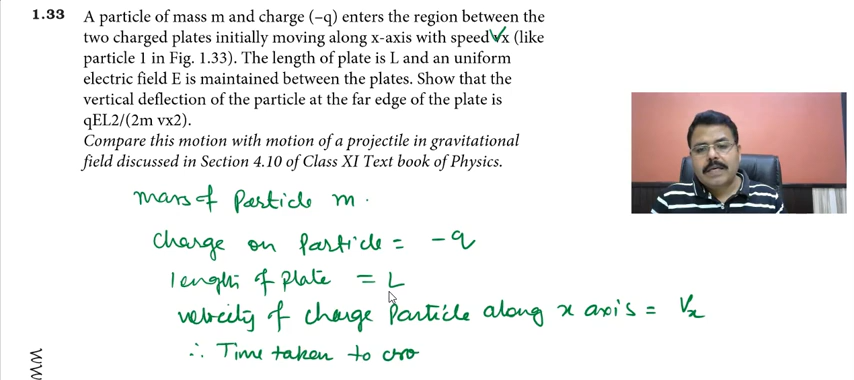 1.33 A particle of mass m and charge (–q) enters the region between the
two charged plates initially moving along x-axis with speed vx (like
particle 1 in Fig. 1.33). The length of plate is L and an uniform
electric field E is maintained between the plates. Show that the
vertical deflection of the particle at the far edge of the plate is
qEL2/(2m vx2).
Compare this motion with motion of a projectile in gravitational
field discussed in Section 4.10 of Class XI Text book of Physics.
mass of Particle m.
charge on Particle = -q
length of plate = L
velocity of charge Particle along x axis = Vx
∴ Time taken to cro
ww